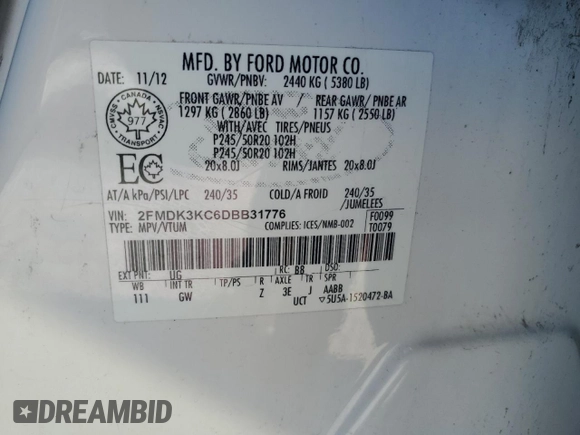 MFD. BY FORD MOTOR CO.
DATE: 11/12 GVWR/PNBV: 2440 KG ( 5380 LB)
FRONT GAWR/PNBE AV / REAR GAWR / PNBE AR
1297 KG ( 2860 LB) 1157 KG ( 2550 LB)
WITH/AVEC TIRES/PNEUS
P245/50R20 102H
P245/50R20 102H
20x8.0J RIMS/JANTES 20x8.0J
CANADA
977
TRANSPORT
EC
AT/A kPa/PSI/LPC 240/35 COLD/A FROID 240/35
/JUMELEES
VIN: 2FMDK3KC6DBB31776 F0099
TYPE: MPV/VTUM COMPLIES: ICES/NMB-002 T0079
EXT PNT: UG RC: BB DSO:
WB INT TR TP/PS R AXLE TR SPR
111 GW Z 3E J AABB
UCT 5U5A-1520472-BA
DREAMBID